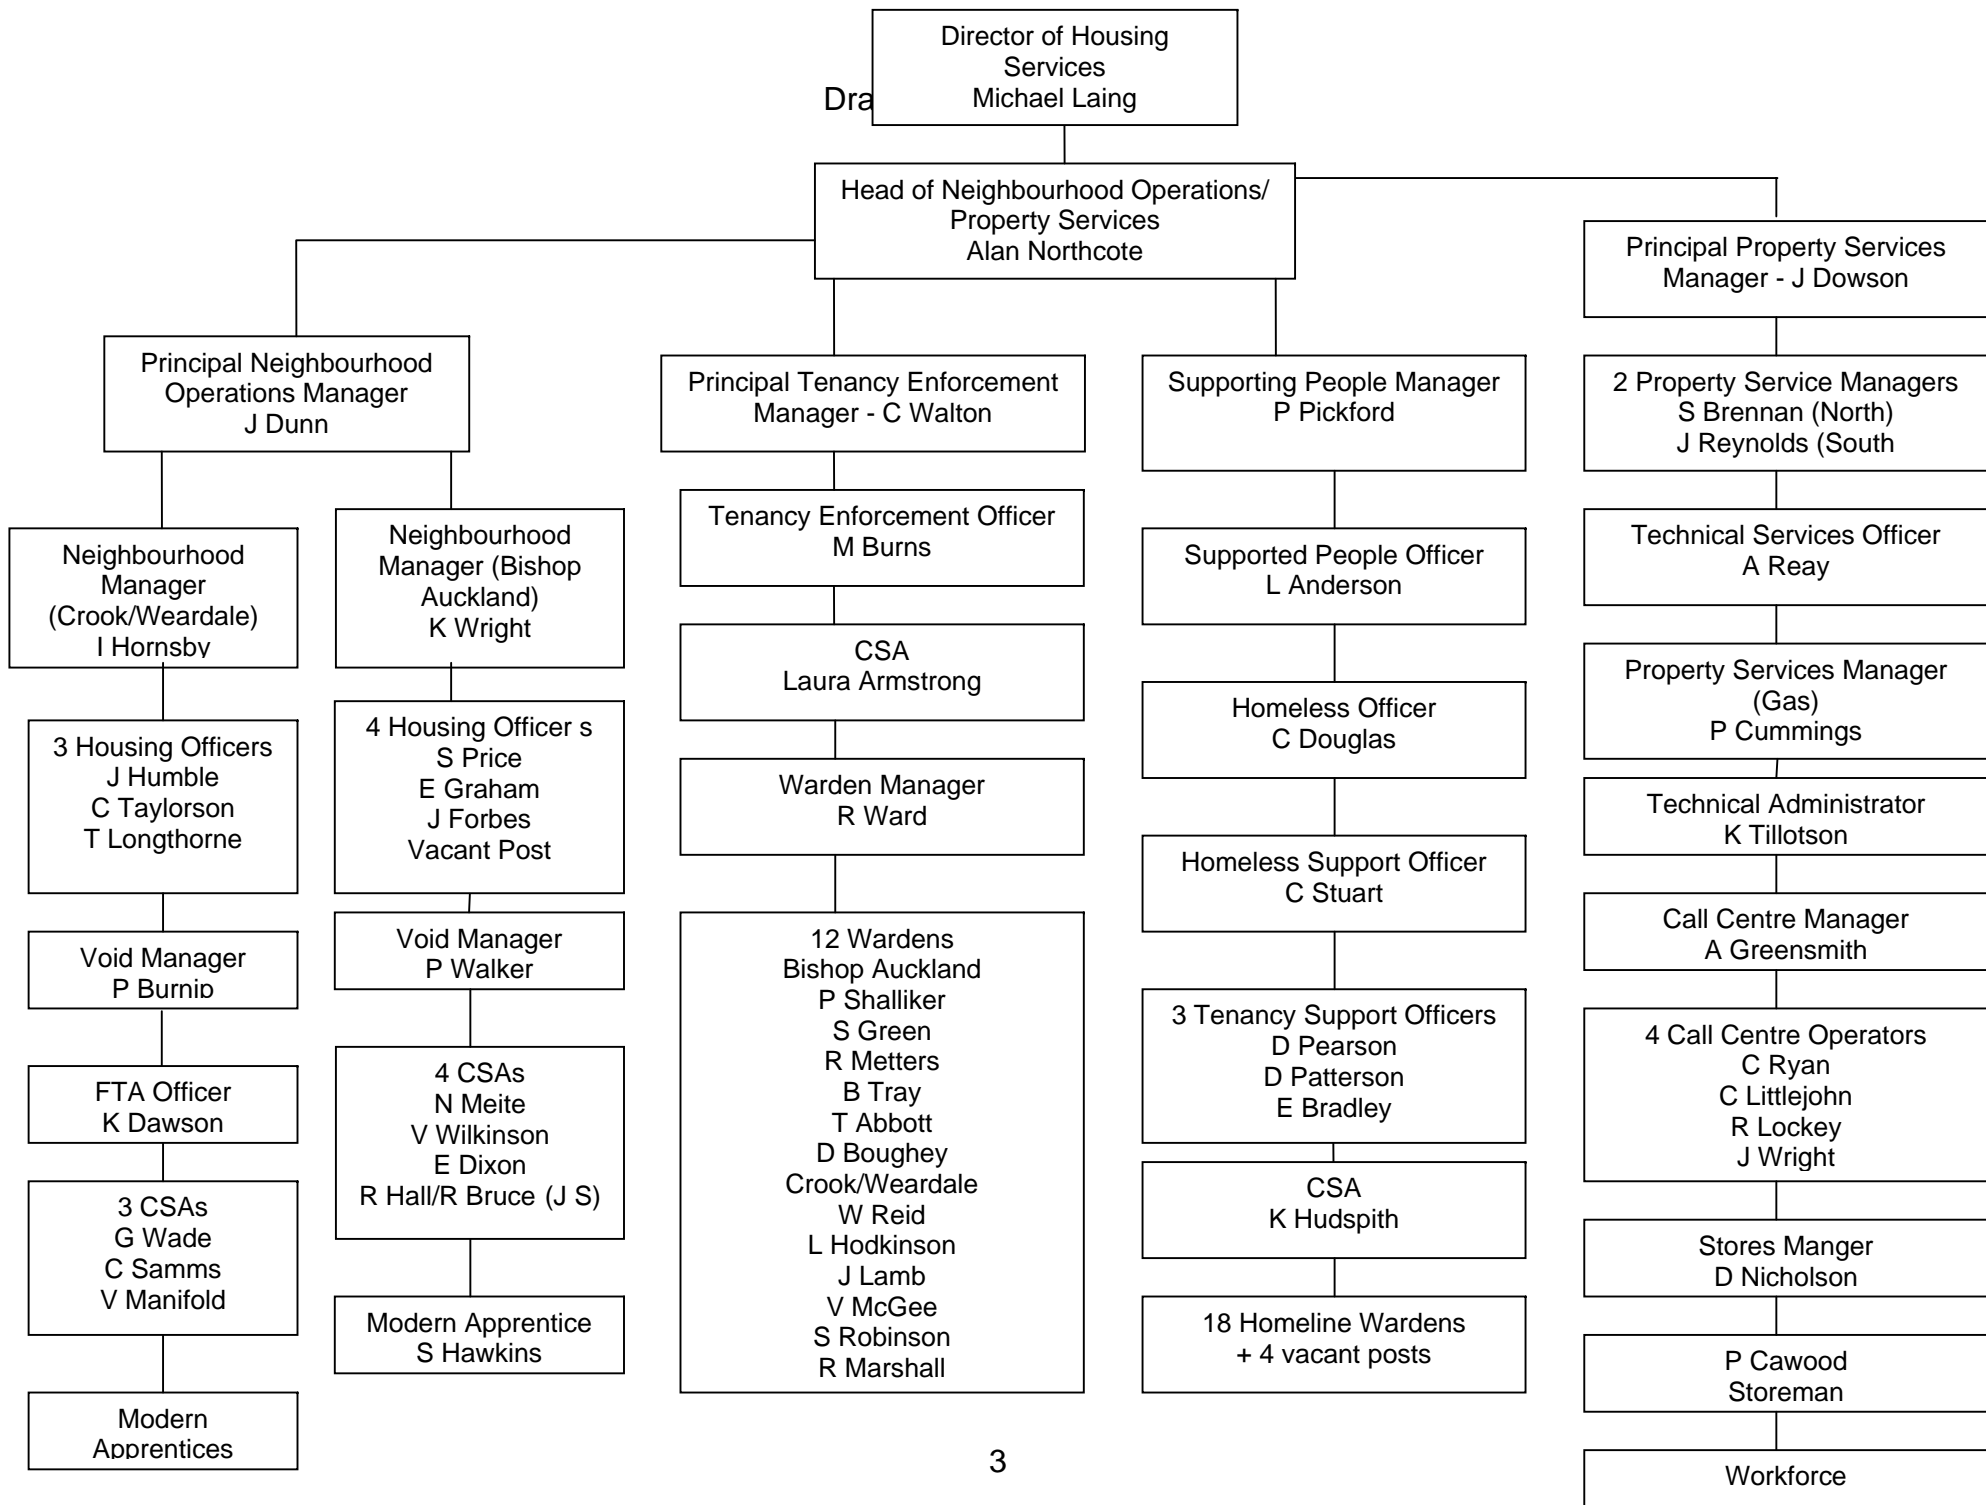 Director of Housing
Services
Michael Laing
Dra
Head of Neighbourhood Operations/
Property Services
Alan Northcote
Principal Property Services
Manager - J Dowson
Principal Neighbourhood
Operations Manager
J Dunn
Principal Tenancy Enforcement
Manager - C Walton
Supporting People Manager
P Pickford
2 Property Service Managers
S Brennan (North)
J Reynolds (South
Neighbourhood
Manager
(Crook/Weardale)
I Hornsby
Neighbourhood
Manager (Bishop
Auckland)
K Wright
Tenancy Enforcement Officer
M Burns
Supported People Officer
L Anderson
Technical Services Officer
A Reay
CSA
Laura Armstrong
Homeless Officer
C Douglas
Property Services Manager
(Gas)
P Cummings
3 Housing Officers
J Humble
C Taylorson
T Longthorne
4 Housing Officer s
S Price
E Graham
J Forbes
Vacant Post
Warden Manager
R Ward
Homeless Support Officer
C Stuart
Technical Administrator
K Tillotson
Void Manager
P Burnip
Void Manager
P Walker
12 Wardens
Bishop Auckland
P Shalliker
S Green
R Metters
B Tray
T Abbott
D Boughey
Crook/Weardale
W Reid
L Hodkinson
J Lamb
V McGee
S Robinson
R Marshall
3 Tenancy Support Officers
D Pearson
D Patterson
E Bradley
Call Centre Manager
A Greensmith
FTA Officer
K Dawson
4 CSAs
N Meite
V Wilkinson
E Dixon
R Hall/R Bruce (J S)
CSA
K Hudspith
4 Call Centre Operators
C Ryan
C Littlejohn
R Lockey
J Wright
3 CSAs
G Wade
C Samms
V Manifold
Modern Apprentice
S Hawkins
18 Homeline Wardens
+ 4 vacant posts
Stores Manger
D Nicholson
Modern
Apprentices
P Cawood
Storeman
Workforce
3